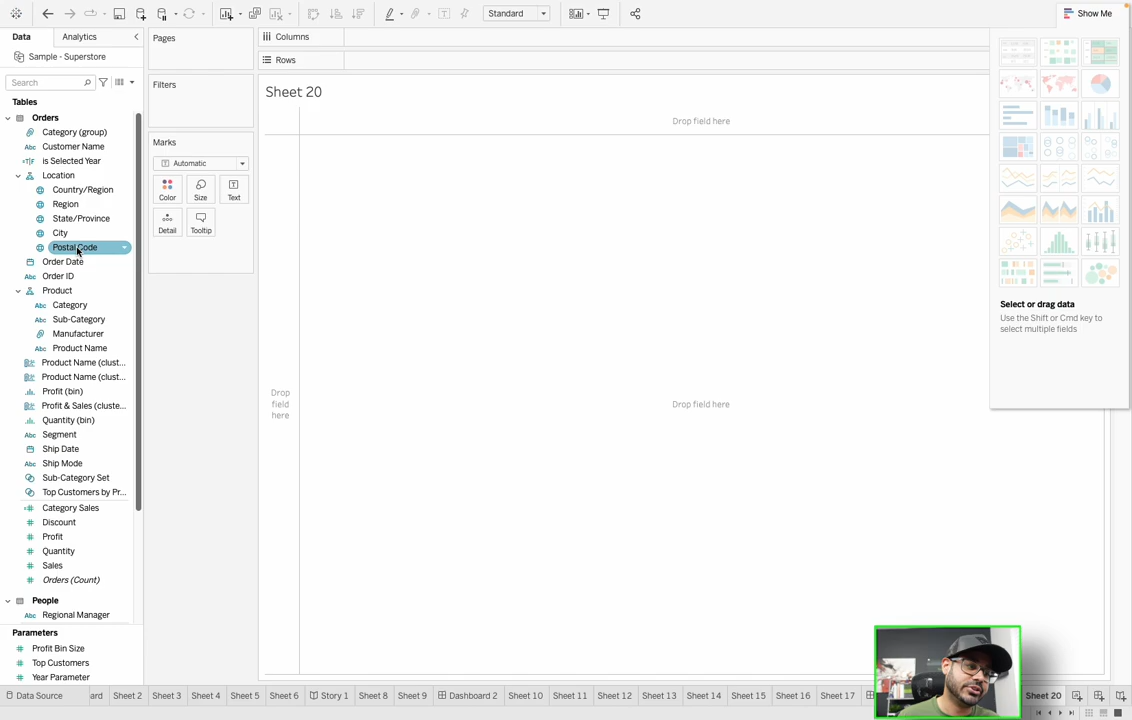 Standard
Show Me
Data
Analytics
Sample - Superstore
Search
Tables
Orders
Category (group)
Customer Name
is Selected Year
Location
Country/Region
Region
State/Province
City
Postal Code
Order Date
Order ID
Product
Category
Sub-Category
Manufacturer
Product Name
Product Name (clust...
Product Name (clust...
Profit (bin)
Profit & Sales (cluste...
Quantity (bin)
Segment
Ship Date
Ship Mode
Sub-Category Set
Top Customers by Pr...
Category Sales
Discount
Profit
Quantity
Sales
Orders (Count)
People
Regional Manager
Parameters
Profit Bin Size
Top Customers
Year Parameter
Pages
Filters
Marks
Automatic
Color
Size
Text
Detail
Tooltip
Columns
Rows
Sheet 20
Drop field here
Drop
field
here
Drop field here
Select or drag data
Use the Shift or Cmd key to
select multiple fields
Data Source
ard
Sheet 2
Sheet 3
Sheet 4
Sheet 5
Sheet 6
Story 1
Sheet 8
Sheet 9
Dashboard 2
Sheet 10
Sheet 11
Sheet 12
Sheet 13
Sheet 14
Sheet 15
Sheet 16
Sheet 17
Sheet 20